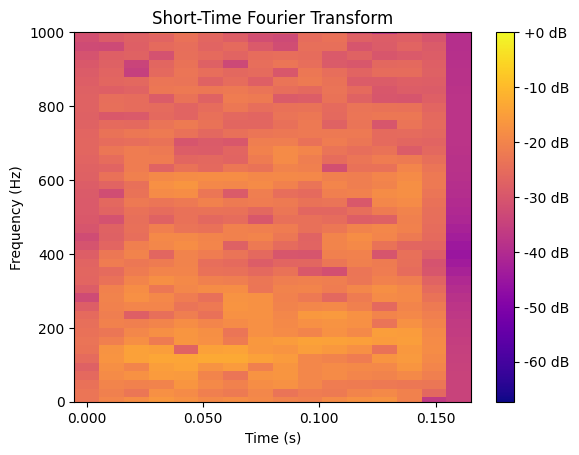 Short-Time Fourier Transform
Frequency (Hz)
1000
800
600
400
200
0
0.000
0.050
0.100
0.150
Time (s)
+0 dB
-10 dB
-20 dB
-30 dB
-40 dB
-50 dB
-60 dB